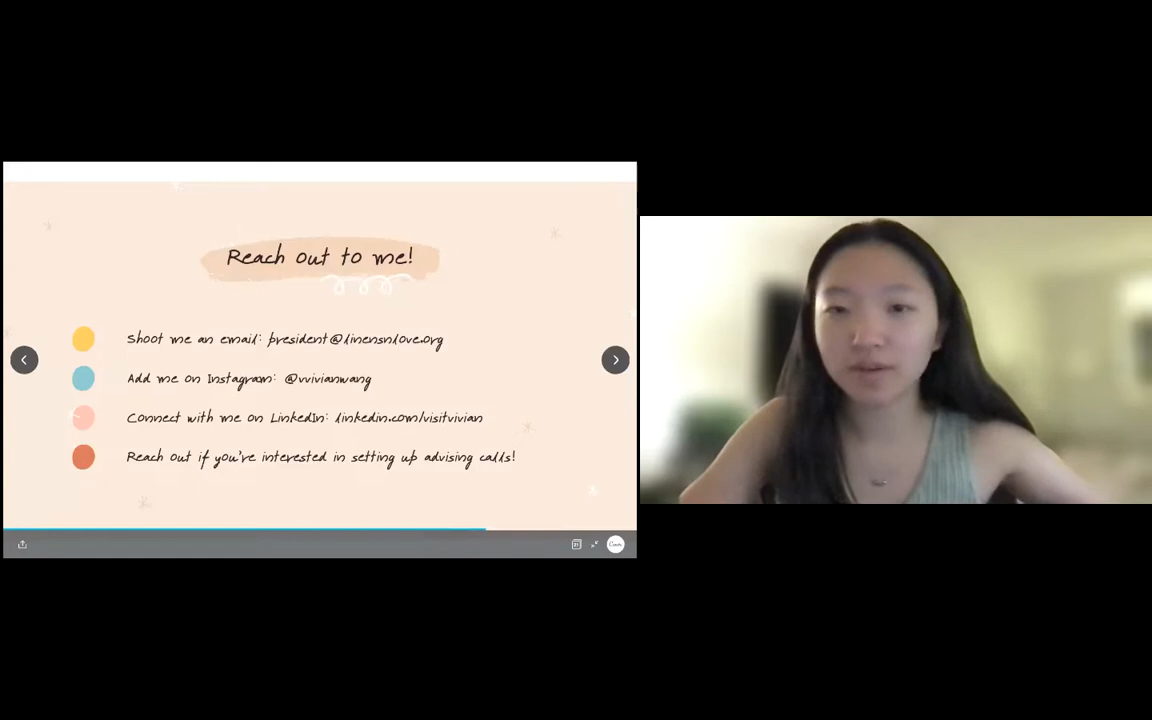 Reach out to me!
Shoot me an email: president@linensnlove.org
Add me on Instagram: @vvivianwang
Connect with me on LinkedIn: linkedin.com/visitvivian
Reach out if you're interested in setting up advising calls!
Canva